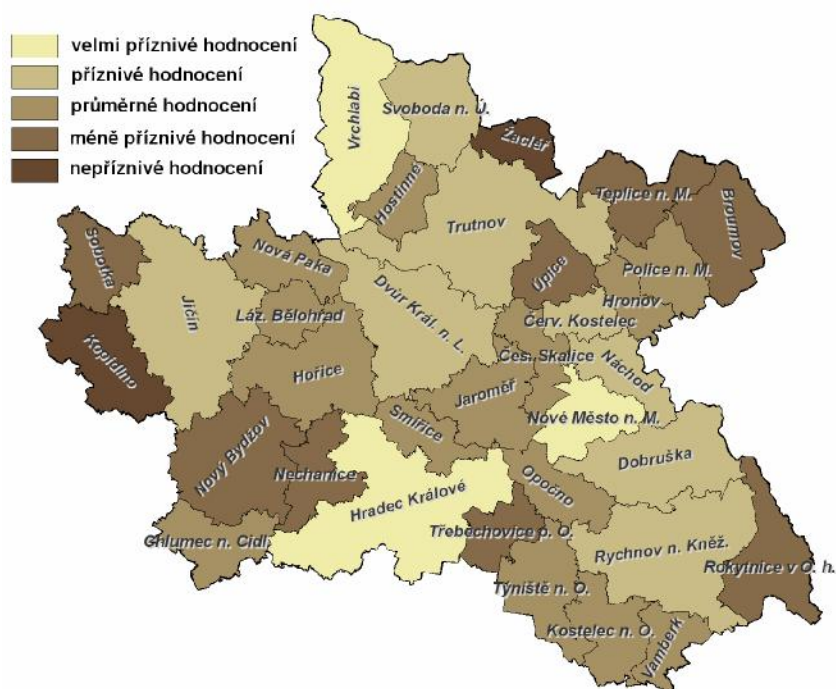 velmi příznivé hodnocení
příznivé hodnocení
průměrné hodnocení
méně příznivé hodnocení
nepříznivé hodnocení
Vrchlabí
Svoboda n. Ú.
Žacléř
Hostinné
Trutnov
Teplice n. M.
Broumov
Sobotka
Nová Paka
Úpice
Police n. M.
Jičín
Dvůr Král. n. L.
Hronov
Láz. Bělohrad
Červ. Kostelec
Kopidlno
Hořice
Čes. Skalice
Náchod
Jaroměř
Smiřice
Nové Město n. M.
Nový Bydžov
Nechanice
Dobruška
Hradec Králové
Opočno
Chlumec n. Cidl.
Třebechovice p. O.
Rychnov n. Kněž.
Rokytnice v O. h.
Týniště n. O.
Kostelec n. O.
Vamberk